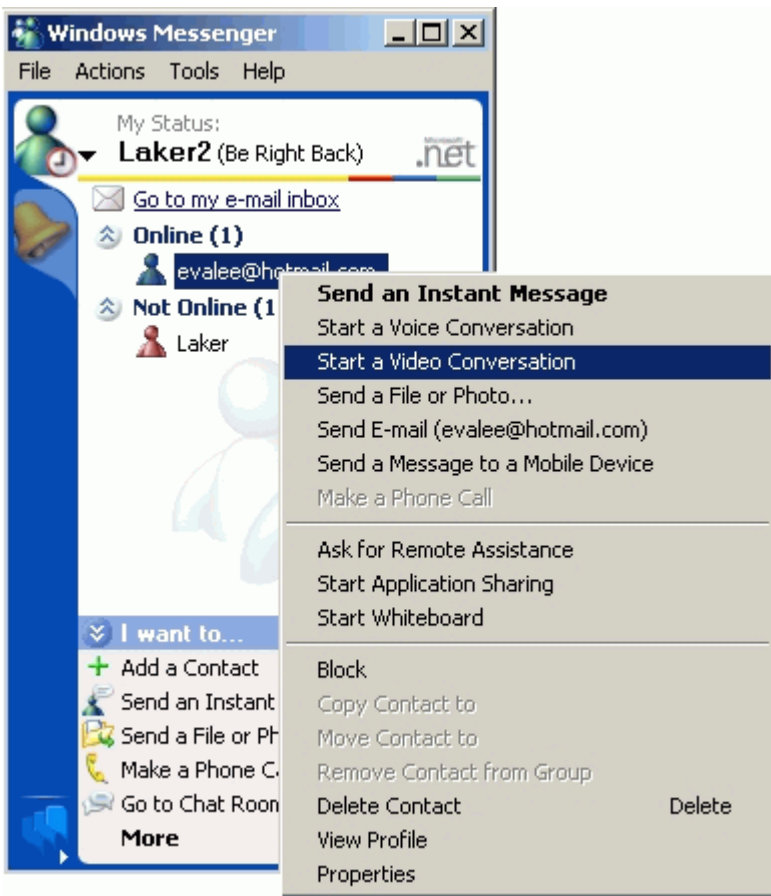 Windows Messenger
File Actions Tools Help
My Status:
Laker2 (Be Right Back)
Microsoft
.net
Go to my e-mail inbox
Online (1)
evalee@hotmail.com
Not Online (1
Laker
Send an Instant Message
Start a Voice Conversation
Start a Video Conversation
Send a File or Photo...
Send E-mail (evalee@hotmail.com)
Send a Message to a Mobile Device
Make a Phone Call
Ask for Remote Assistance
Start Application Sharing
Start Whiteboard
Block
Copy Contact to
Move Contact to
Remove Contact from Group
Delete Contact Delete
View Profile
Properties
I want to...
Add a Contact
Send an Instant
Send a File or Ph
Make a Phone C
Go to Chat Room
More